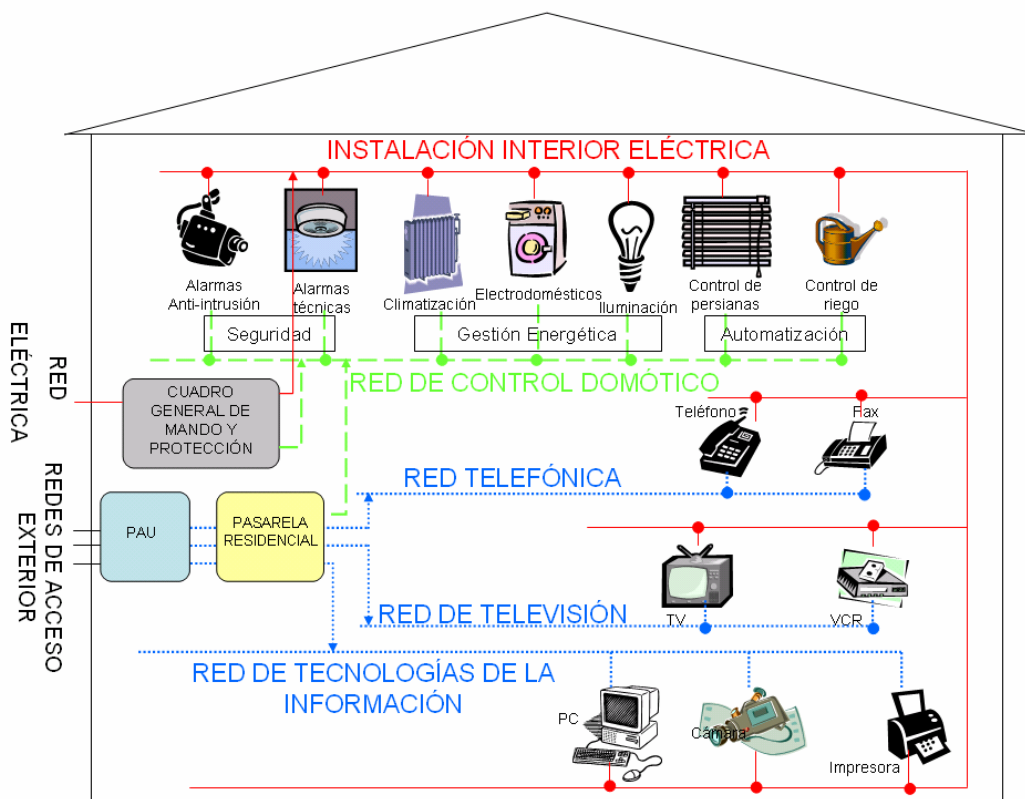 INSTALACIÓN INTERIOR ELÉCTRICA
Alarmas
Anti-intrusión
Alarmas
técnicas
Climatización
Electrodomésticos
Iluminación
Control de
persianas
Control de
riego
Seguridad
Gestión Energética
Automatización
RED
ELÉCTRICA
RED DE CONTROL DOMÓTICO
CUADRO
GENERAL DE
MANDO Y
PROTECCIÓN
Teléfono
Fax
RED TELEFÓNICA
REDES DE ACCESO
EXTERIOR
PAU
PASARELA
RESIDENCIAL
TV
VCR
RED DE TELEVISIÓN
RED DE TECNOLOGÍAS DE LA
INFORMACIÓN
PC
Cámara
Impresora